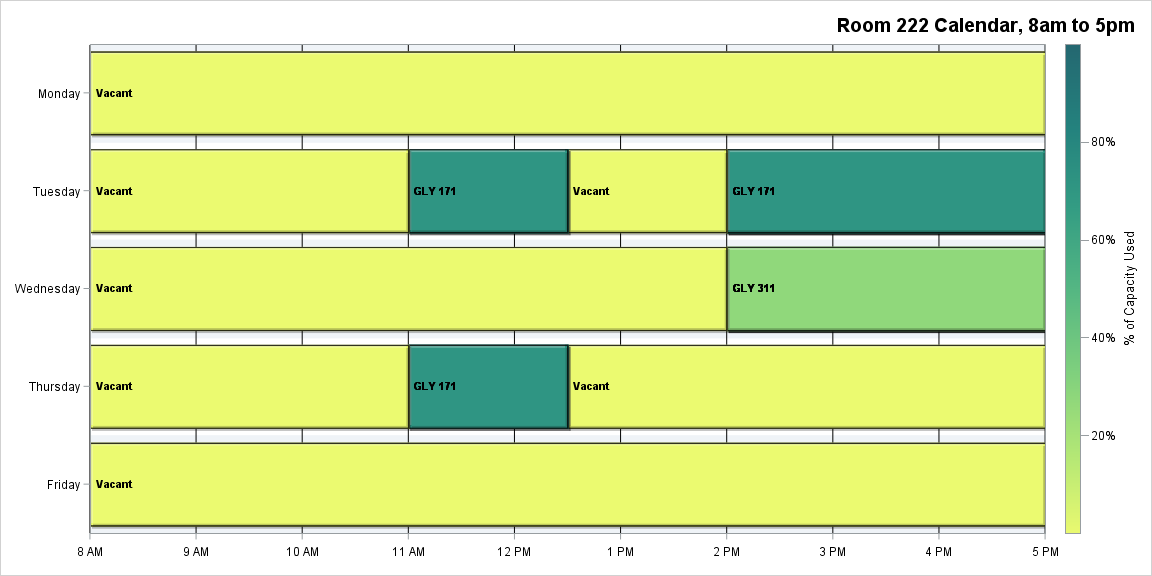 Room 222 Calendar, 8am to 5pm
Monday
Vacant
Tuesday
Vacant
GLY 171
Vacant
GLY 171
Wednesday
Vacant
GLY 311
Thursday
Vacant
GLY 171
Vacant
Friday
Vacant
8 AM
9 AM
10 AM
11 AM
12 PM
1 PM
2 PM
3 PM
4 PM
5 PM
80%
60%
40%
20%
% of Capacity Used